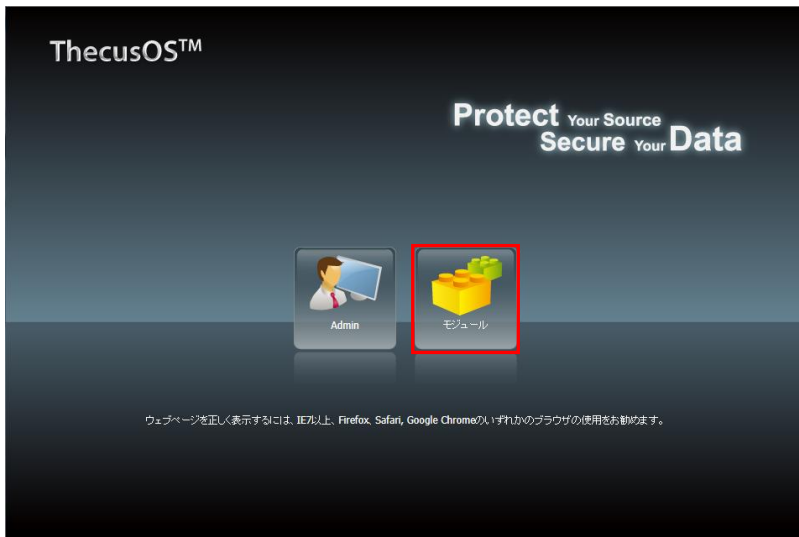 ThecusOS™
Protect Your Source
Secure Your Data
Admin
モジュール
ウェブページを正しく表示するには、IE7以上、Firefox, Safari, Google Chromeのいずれかのブラウザの使用をお勧めます。